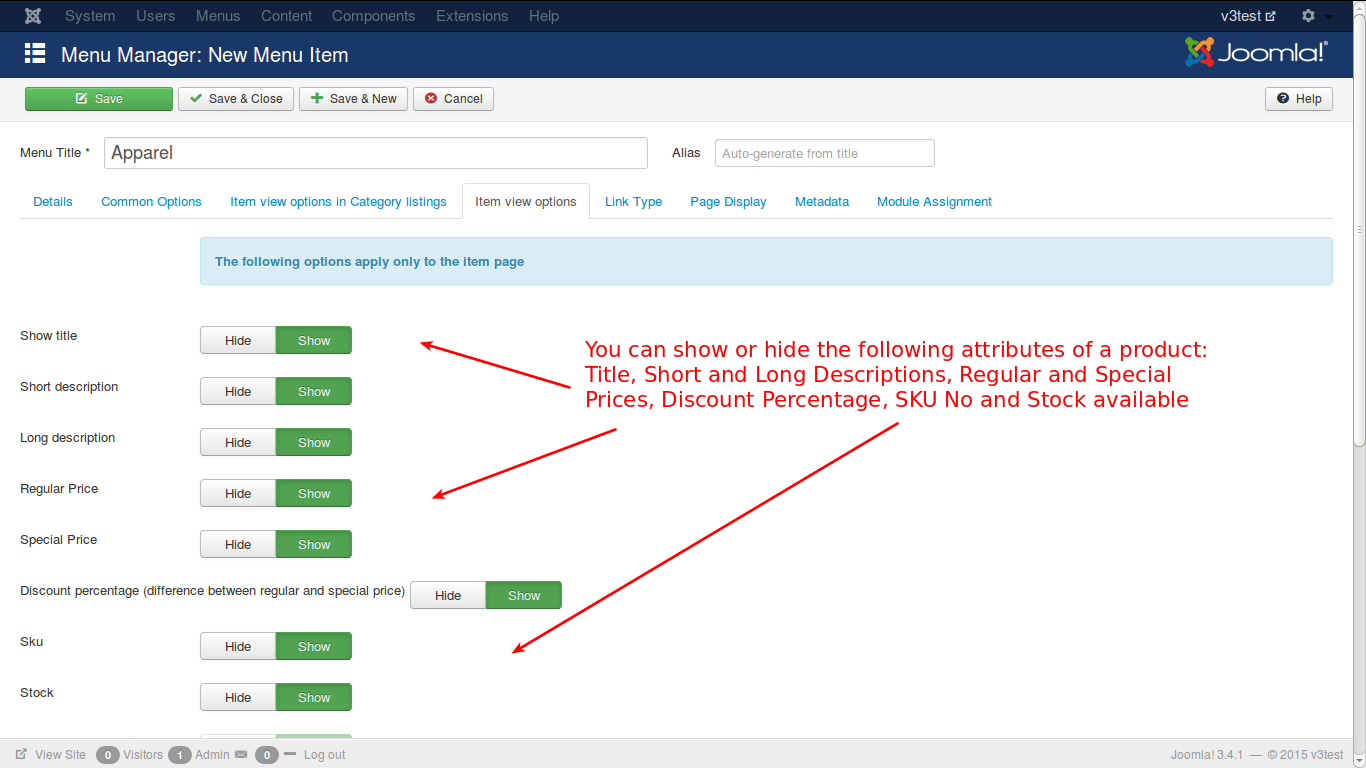 System Users Menus Content Components Extensions Help v3test
Menu Manager: New Menu Item Joomla!®
Save Save & Close Save & New Cancel Help
Menu Title * Apparel Alias Auto-generate from title
Details Common Options Item view options in Category listings Item view options Link Type Page Display Metadata Module Assignment
The following options apply only to the item page
Show title Hide Show
You can show or hide the following attributes of a product:
Title, Short and Long Descriptions, Regular and Special
Prices, Discount Percentage, SKU No and Stock available
Short description Hide Show
Long description Hide Show
Regular Price Hide Show
Special Price Hide Show
Discount percentage (difference between regular and special price) Hide Show
Sku Hide Show
Stock Hide Show
View Site 0 Visitors 1 Admin 0 Log out Joomla! 3.4.1 — © 2015 v3test